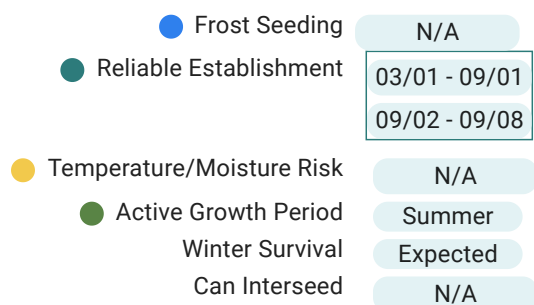 Frost Seeding N/A
Reliable Establishment 03/01 - 09/01
09/02 - 09/08
Temperature/Moisture Risk N/A
Active Growth Period Summer
Winter Survival Expected
Can Interseed N/A